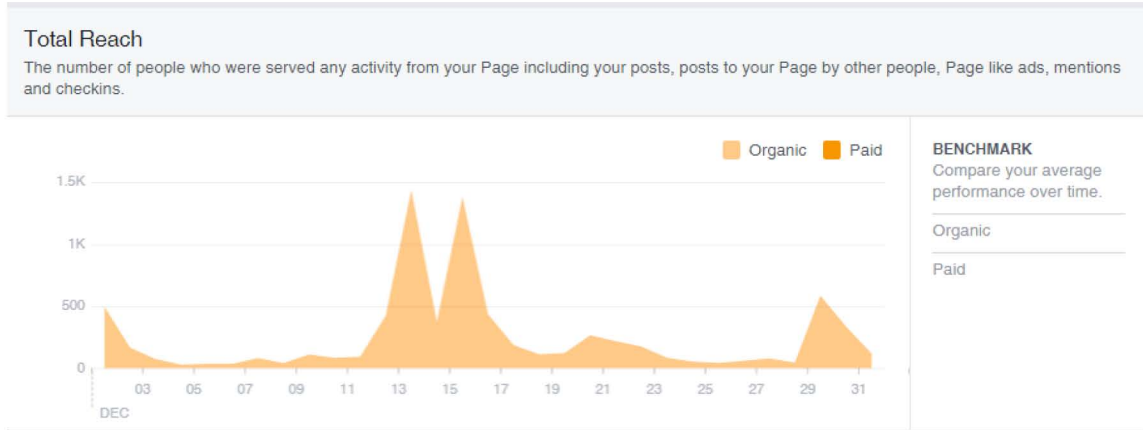 Total Reach
The number of people who were served any activity from your Page including your posts, posts to your Page by other people, Page like ads, mentions
and checkins.
Organic Paid
1.5K
1K
500
0
03 05 07 09 11 13 15 17 19 21 23 25 27 29 31
DEC
BENCHMARK
Compare your average
performance over time.
Organic
Paid